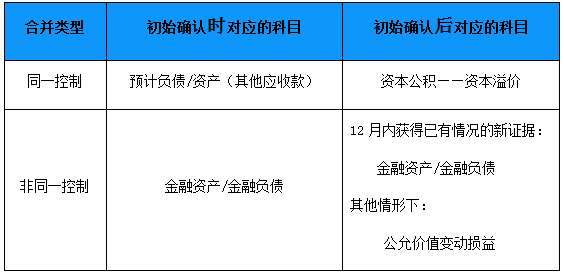 合并类型 初始确认时对应的科目 初始确认后对应的科目
同一控制 预计负债/资产（其他应收款） 资本公积——资本溢价
非同一控制 金融资产/金融负债
12月内获得已有情况的新证据：
金融资产/金融负债
其他情形下：
公允价值变动损益